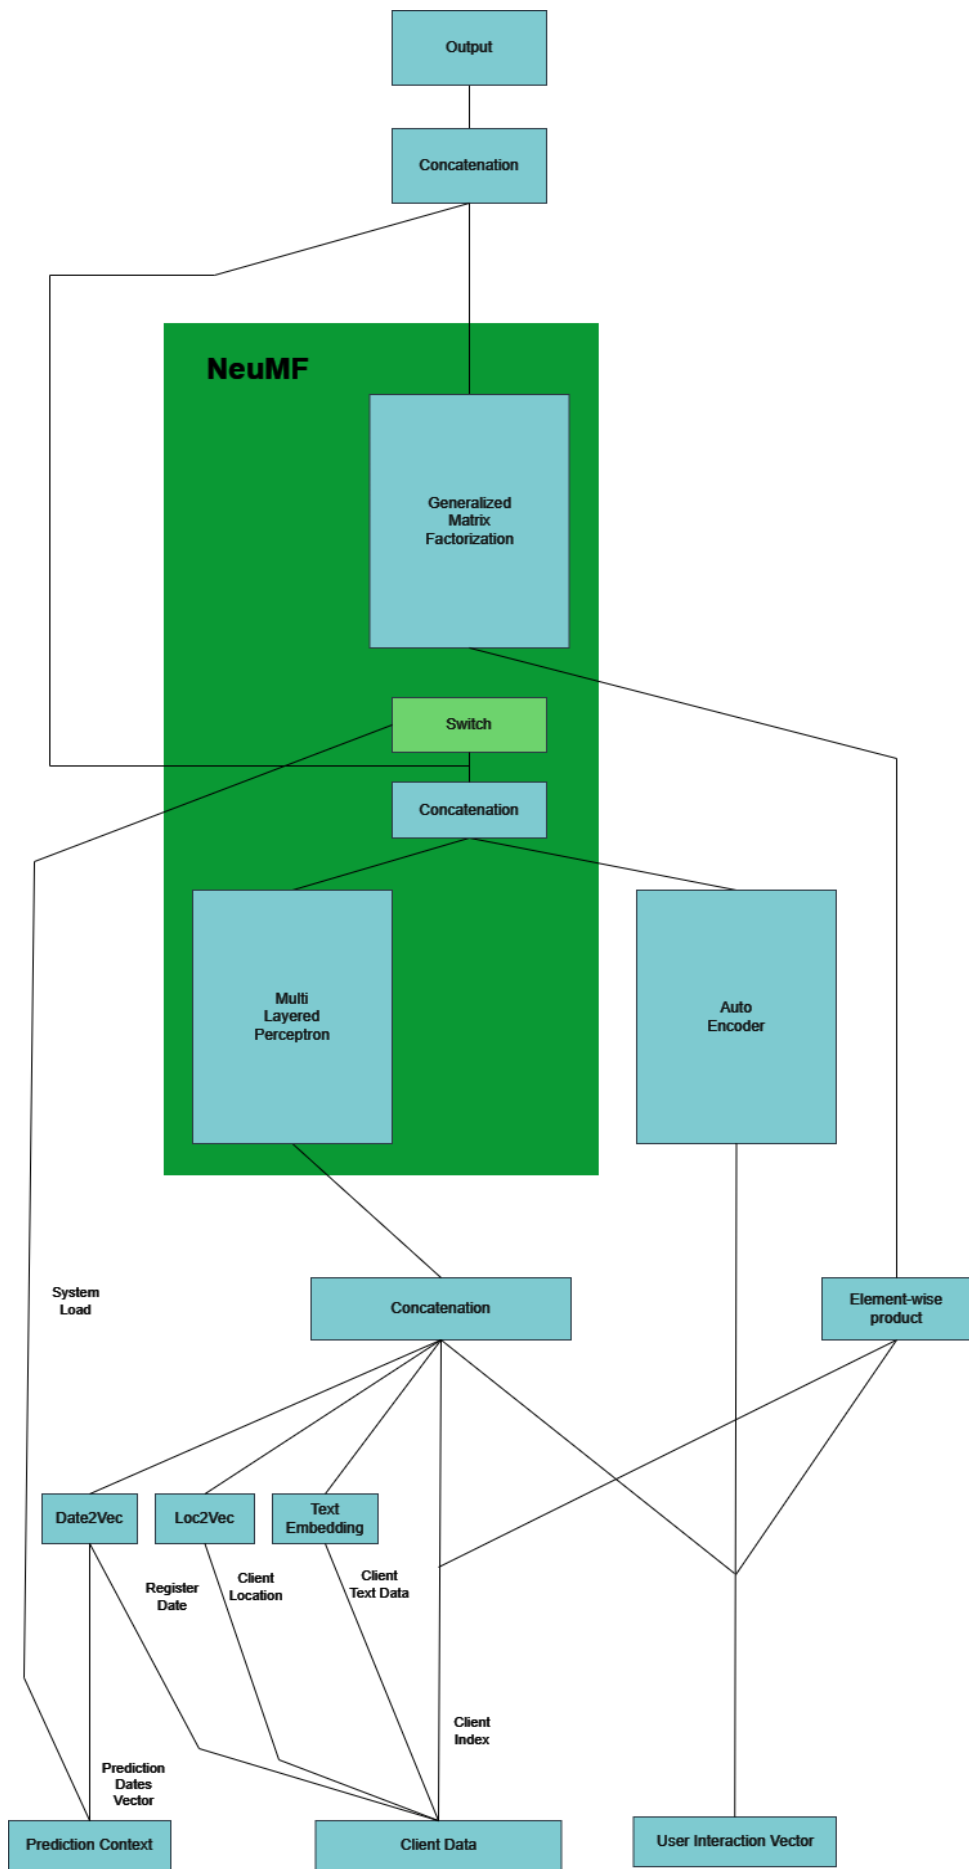 Output
Concatenation
NeuMF
Generalized
Matrix
Factorization
Switch
Concatenation
Multi
Layered
Perceptron
Auto
Encoder
System
Load
Concatenation
Element-wise
product
Date2Vec
Loc2Vec
Text
Embedding
Register
Date
Client
Location
Client
Text Data
Client
Index
Prediction
Dates
Vector
Prediction Context
Client Data
User Interaction Vector